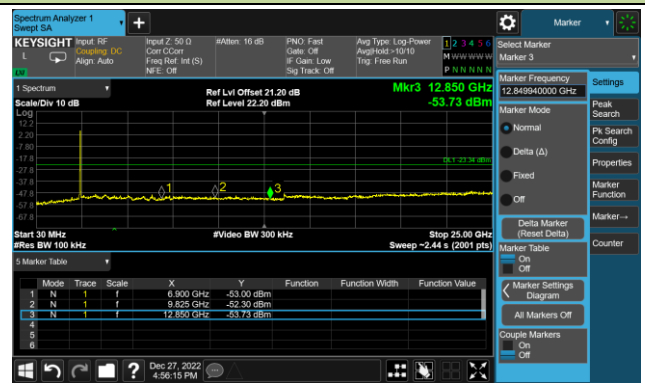 Spectrum Analyzer 1
Swept SA
+
Marker
KEYSIGHT
L
LV
Input: RF
Coupling: DC
Align: Auto
Input Z: 50 Ω
Corr CCorr
Freq Ref: Int (S)
NFE: Off
#Atten: 16 dB
PNO: Fast
Gate: Off
IF Gain: Low
Sig Track: Off
Avg Type: Log-Power
Avg|Hold:>10/10
Trig: Free Run
1 2 3 4 5 6
M W W W W W
P N N N N N
Select Marker
Marker 3
1 Spectrum
Scale/Div 10 dB
Log
Ref Lvl Offset 21.20 dB
Ref Level 22.20 dBm
Mkr3 12.850 GHz
-53.73 dBm
12.2
2.20
-7.80
-17.8
-27.8
-37.8
-47.8
-57.8
-67.8
DL1 -23.34 dBm
1
2
3
Start 30 MHz
#Res BW 100 kHz
#Video BW 300 kHz
Stop 25.00 GHz
Sweep ~2.44 s (2001 pts)
5 Marker Table
Mode Trace Scale X Y Function Function Width Function Value
1 N 1 f 6.900 GHz -53.00 dBm
2 N 1 f 9.825 GHz -52.30 dBm
3 N 1 f 12.850 GHz -53.73 dBm
4
5
6
Marker Frequency
12.849940000 GHz
Marker Mode
Normal
Delta (Δ)
Fixed
Off
Delta Marker
(Reset Delta)
Marker Table
On
Off
Marker Settings
Diagram
All Markers Off
Couple Markers
On
Off
Settings
Peak
Search
Pk Search
Config
Properties
Marker
Function
Marker→
Counter
?
Dec 27, 2022
4:56:15 PM